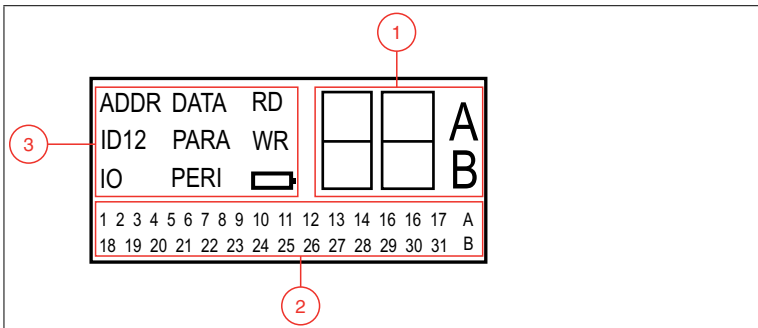 1
ADDR DATA RD
ID12 PARA WR
IO PERI
A
B
3
1 2 3 4 5 6 7 8 9 10 11 12 13 14 16 16 17 A
18 19 20 21 22 23 24 25 26 27 28 29 30 31 B
2